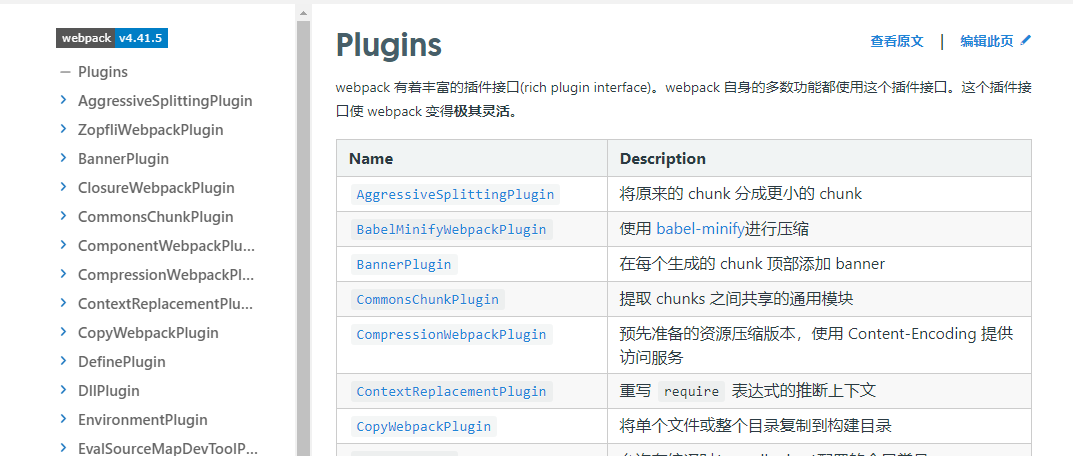 webpack v4.41.5
Plugins
AggressiveSplittingPlugin
ZopfliWebpackPlugin
BannerPlugin
ClosureWebpackPlugin
CommonsChunkPlugin
ComponentWebpackPlu...
CompressionWebpackPl...
ContextReplacementPlu...
CopyWebpackPlugin
DefinePlugin
DllPlugin
EnvironmentPlugin
EvalSourceMapDevToolP...
Plugins
查看原文 | 编辑此页
webpack 有着丰富的插件接口(rich plugin interface)。webpack 自身的多数功能都使用这个插件接口。这个插件接
口使 webpack 变得极其灵活。
Name Description
AggressiveSplittingPlugin 将原来的 chunk 分成更小的 chunk
BabelMinifyWebpackPlugin 使用 babel-minify进行压缩
BannerPlugin 在每个生成的 chunk 顶部添加 banner
CommonsChunkPlugin 提取 chunks 之间共享的通用模块
CompressionWebpackPlugin 预先准备的资源压缩版本，使用 Content-Encoding 提供
访问服务
ContextReplacementPlugin 重写 require 表达式的推断上下文
CopyWebpackPlugin 将单个文件或整个目录复制到构建目录